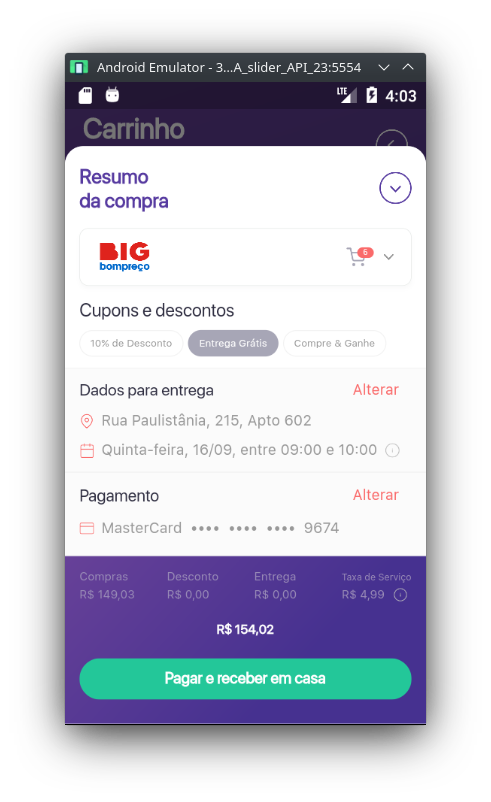 Android Emulator - 3...A_slider_API_23:5554
LTE 4:03
Carrinho
Resumo
da compra
BIG
bompreço
6
Cupons e descontos
10% de Desconto Entrega Grátis Compre & Ganhe
Dados para entrega Alterar
Rua Paulistânia, 215, Apto 602
Quinta-feira, 16/09, entre 09:00 e 10:00
Pagamento Alterar
MasterCard •••• •••• •••• 9674
Compras Desconto Entrega Taxa de Serviço
R$ 149,03 R$ 0,00 R$ 0,00 R$ 4,99
R$ 154,02
Pagar e receber em casa